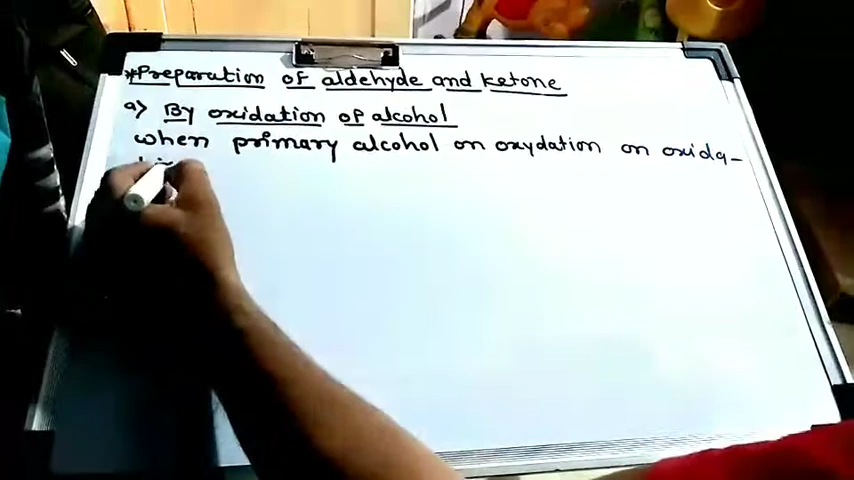 *Preparation of aldehyde and ketone
a) By oxidation of alcohol
when primary alcohol on oxydation on oxida-